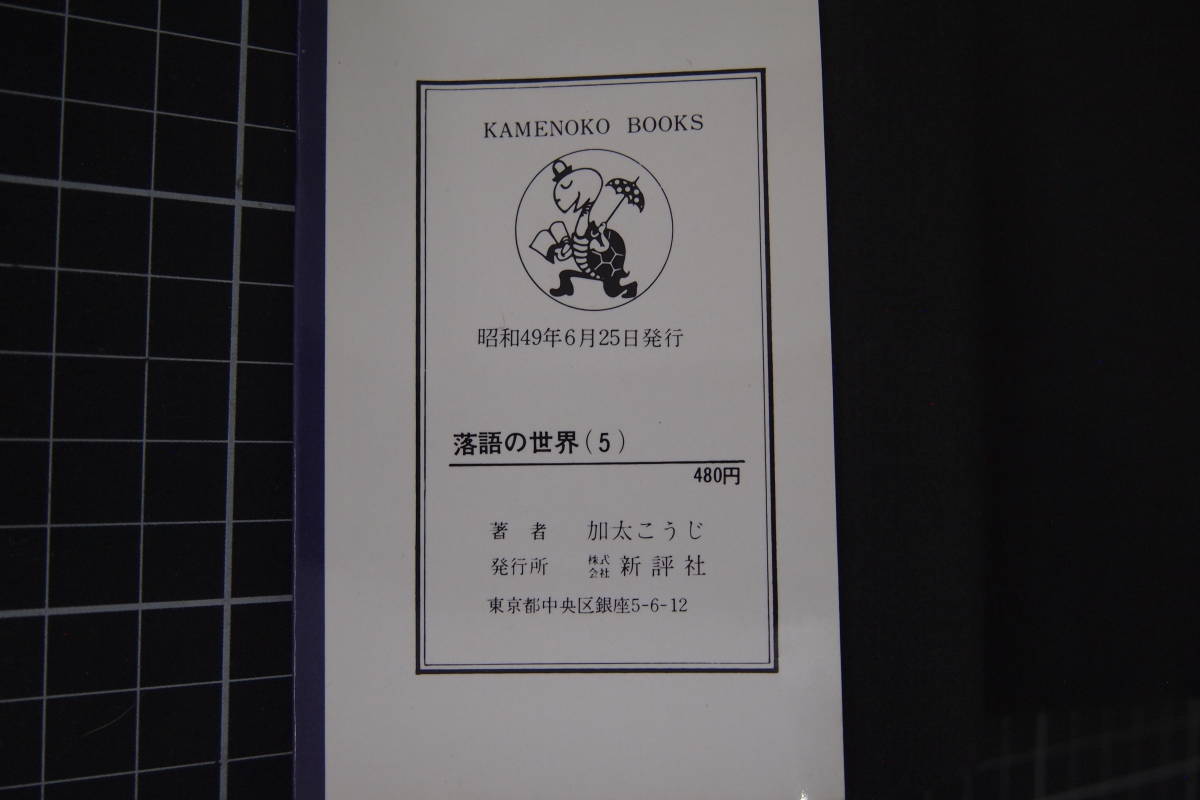 KAMENOKO BOOKS
昭和49年6月25日発行
落語の世界(5)
480円
著者 加太こうじ
発行所 株式会社 新評社
東京都中央区銀座5-6-12